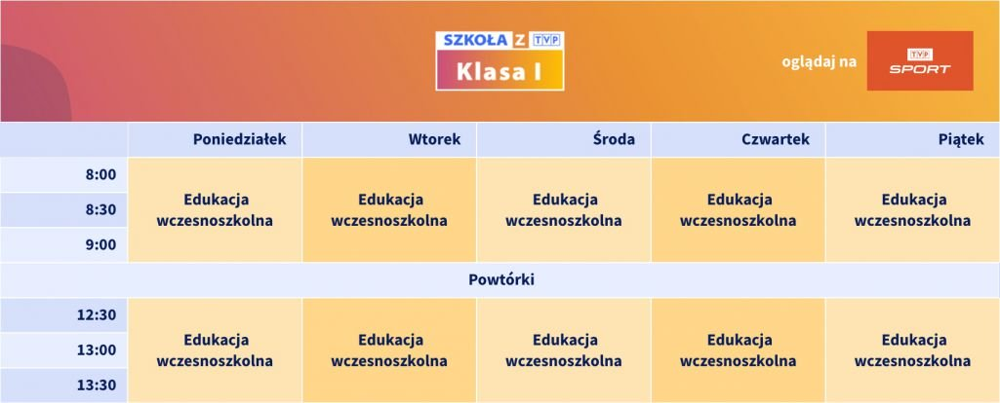 SZKOŁA Z TVP
Klasa I
oglądaj na
TVP
SPORT
Poniedziałek Wtorek Środa Czwartek Piątek
8:00
8:30
9:00
Edukacja Edukacja Edukacja Edukacja Edukacja
wczesnoszkolna wczesnoszkolna wczesnoszkolna wczesnoszkolna wczesnoszkolna
Powtórki
12:30
13:00
13:30
Edukacja Edukacja Edukacja Edukacja Edukacja
wczesnoszkolna wczesnoszkolna wczesnoszkolna wczesnoszkolna wczesnoszkolna